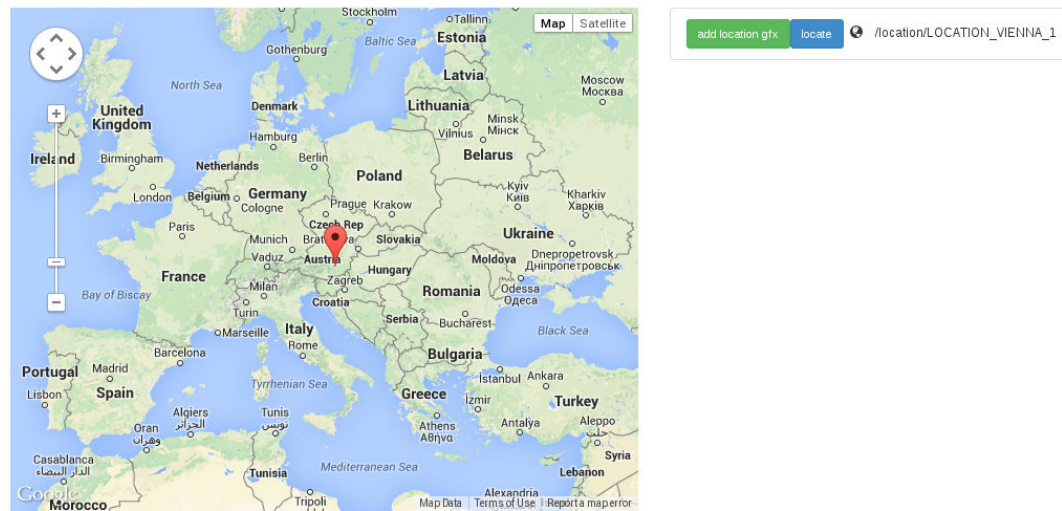 Stockholm
Tallinn
Map Satellite
Baltic Sea
Estonia
Gothenburg
Latvia
Moscow
Москва
North Sea
Denmark
Lithuania
United
Kingdom
Vilnius
Minsk
Мінск
Hamburg
Ireland
Birmingham
Netherlands
Berlin
Belarus
Poland
London
Belgium
Germany
Cologne
Prague
Krakow
Kyiv
Київ
Kharkiv
Харків
Paris
Czech Rep
Munich
Slovakia
Ukraine
Vaduz
Austria
Moldova
Dnepropetrovsk
Дніпропетровськ
France
Hungary
Milan
Zagreb
Romania
Odessa
Одеса
Bay of Biscay
Turin
Croatia
Serbia
Bucharest
Marseille
Italy
Rome
Black Sea
Barcelona
Bulgaria
Portugal
Madrid
Spain
Lisbon
Tyrrhenian Sea
İstanbul
Ankara
Greece
İzmir
Turkey
Algiers
الجزائر
Tunis
تونس
Athens
Αθήνα
Antalya
Aleppo
حلب
Oran
وهران
Casablanca
الدار البيضاء
Tunisia
Mediterranean Sea
Syria
Lebanon
Google
Morocco
Tripoli
Alexandria
Map Data Terms of Use Report a map error
add location gfx locate /location/LOCATION_VIENNA_1